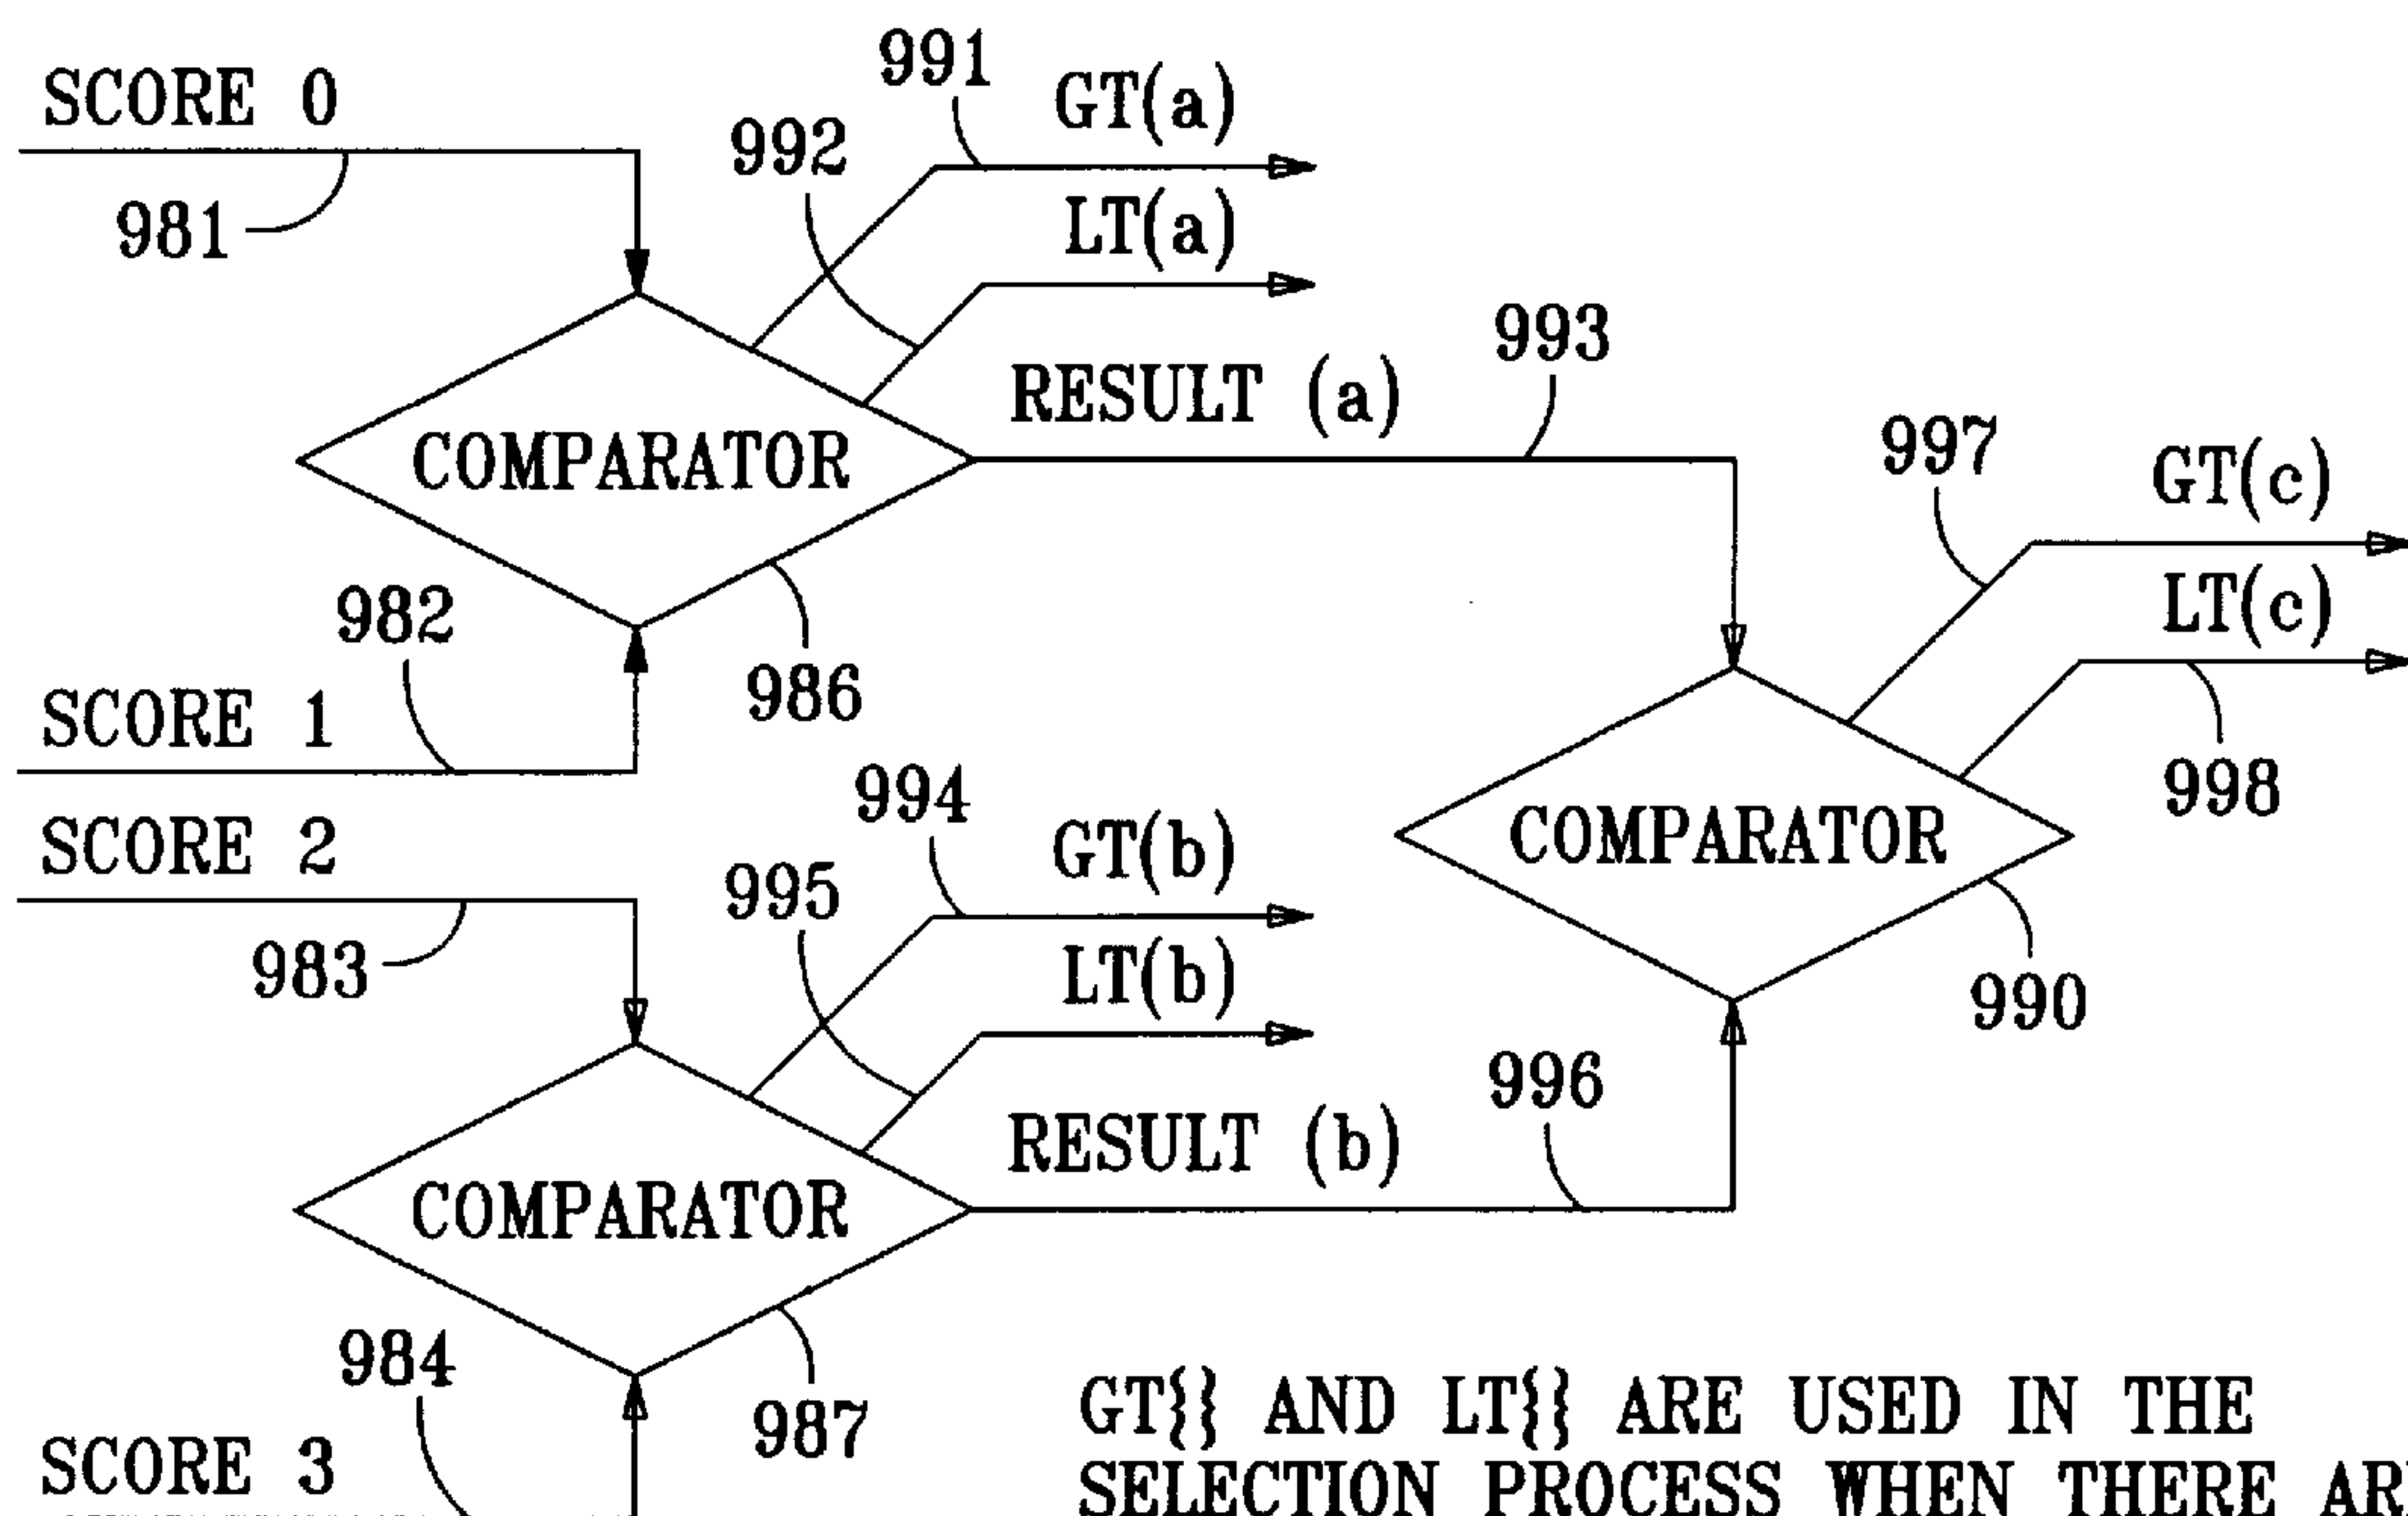 SCORE 0
981
991
GT(a)
992
LT(a)
RESULT (a)
993
COMPARATOR
982
986
SCORE 1
997
GT(c)
LT(c)
998
COMPARATOR
990
SCORE 2
983
994
GT(b)
995
LT(b)
RESULT (b)
996
COMPARATOR
984
987
SCORE 3
GT{} AND LT{} ARE USED IN THE
SELECTION PROCESS WHEN THERE